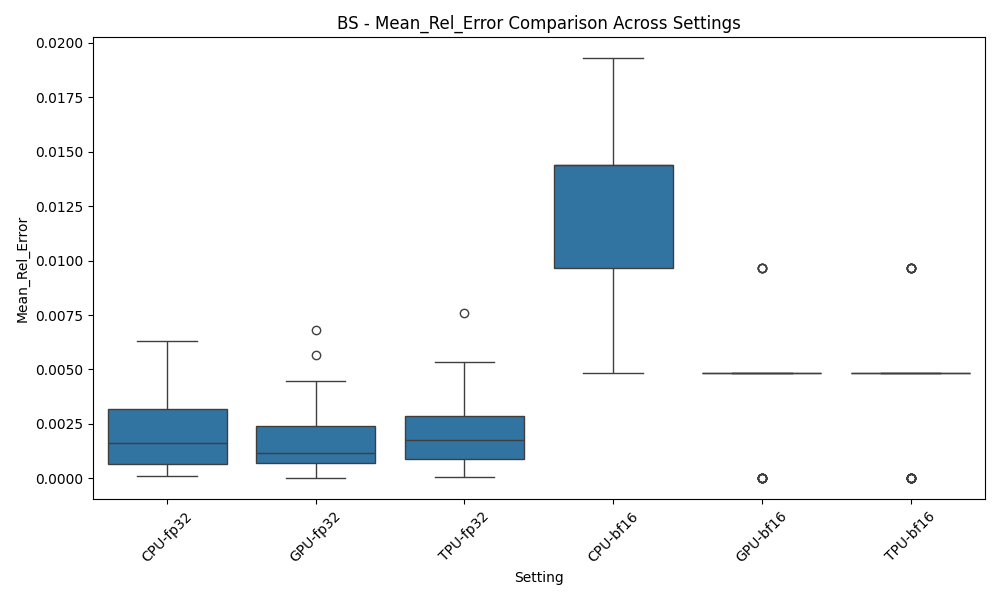 BS - Mean_Rel_Error Comparison Across Settings
0.0200
0.0175
0.0150
0.0125
0.0100
0.0075
0.0050
0.0025
0.0000
Mean_Rel_Error
CPU-fp32
GPU-fp32
TPU-fp32
CPU-bf16
GPU-bf16
TPU-bf16
Setting